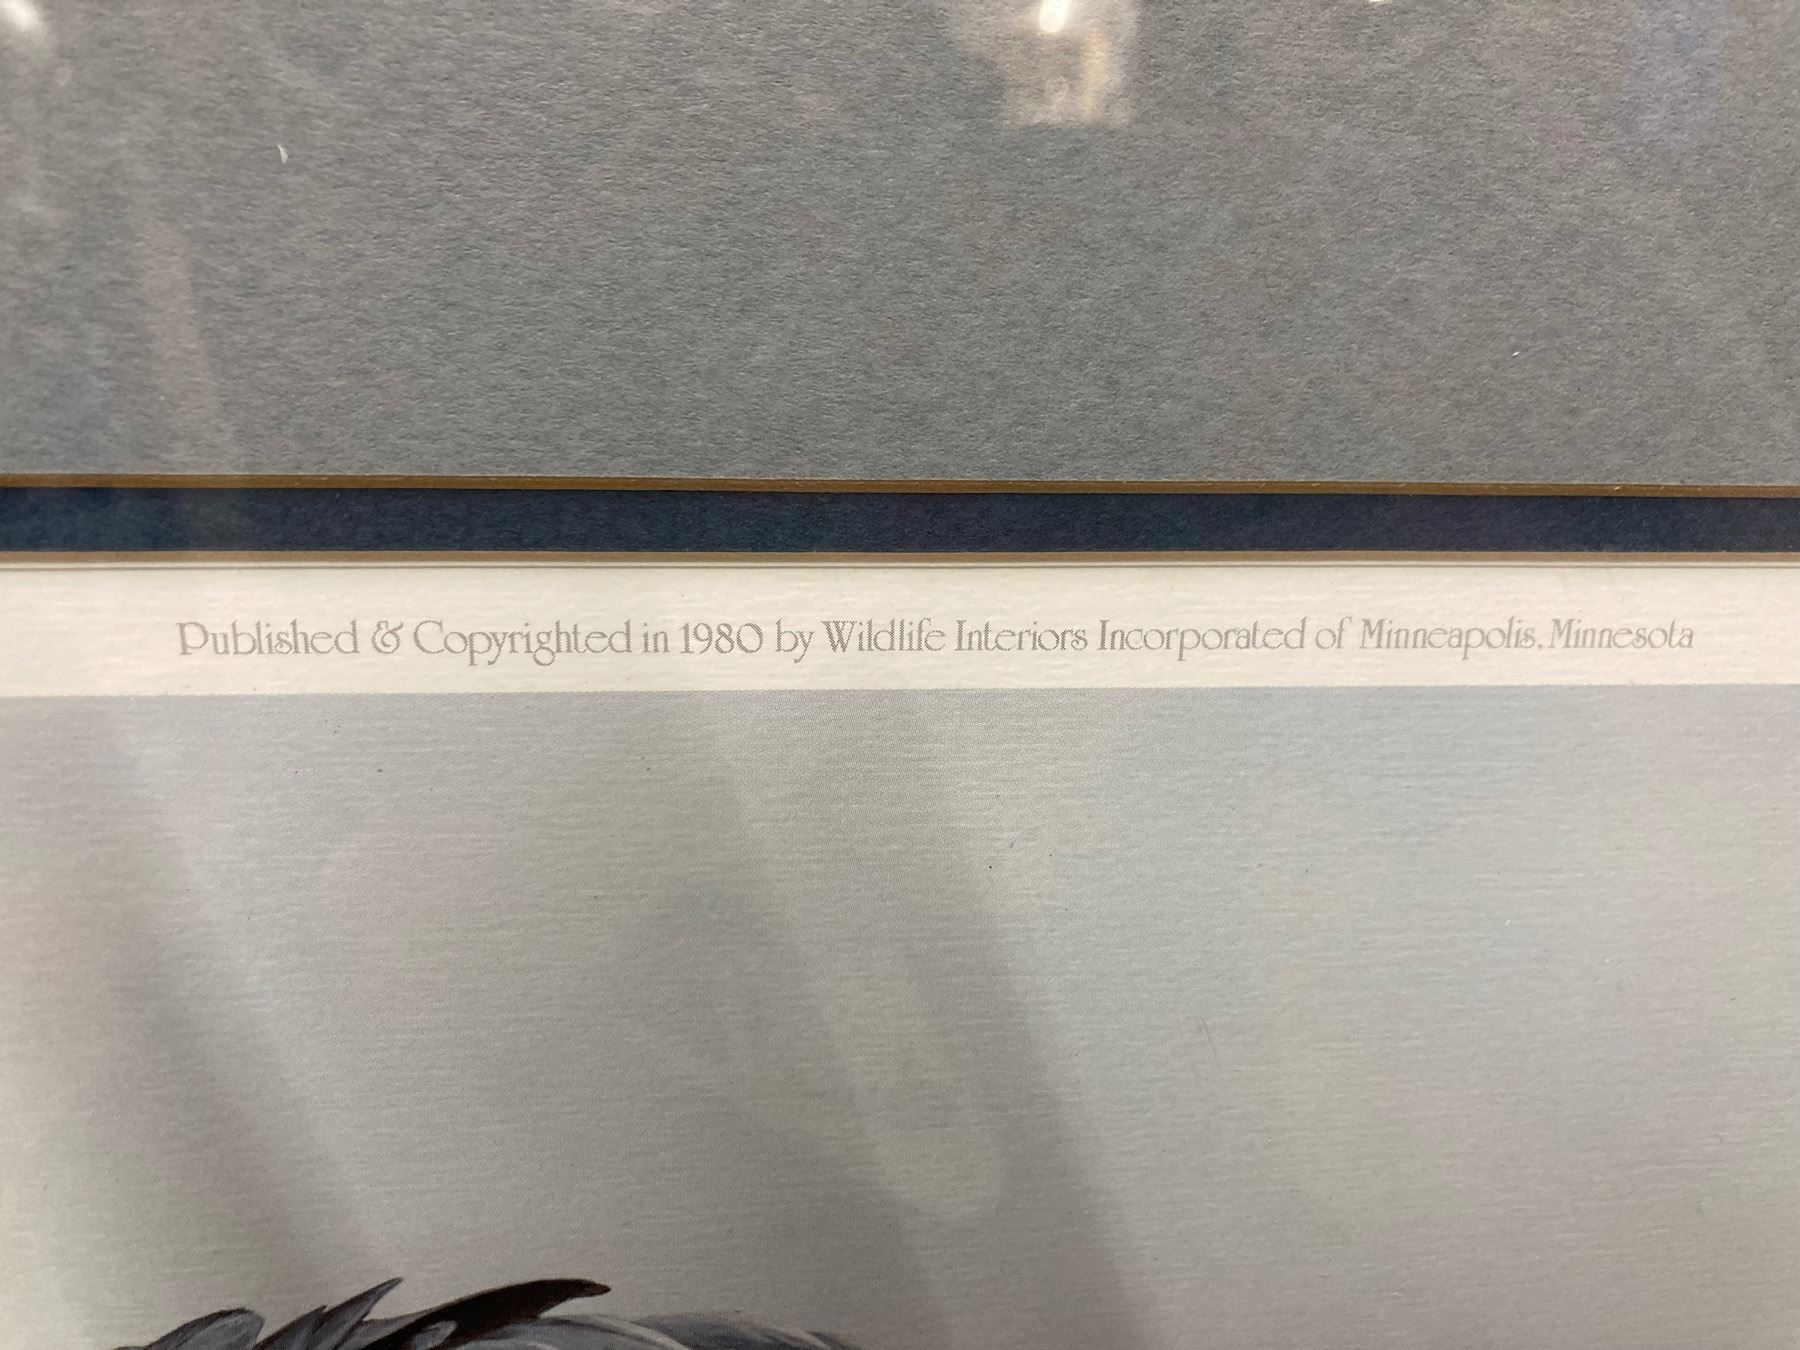 Published & Copyrighted in 1980 by Wildlife Interiors Incorporated of Minneapolis, Minnesota